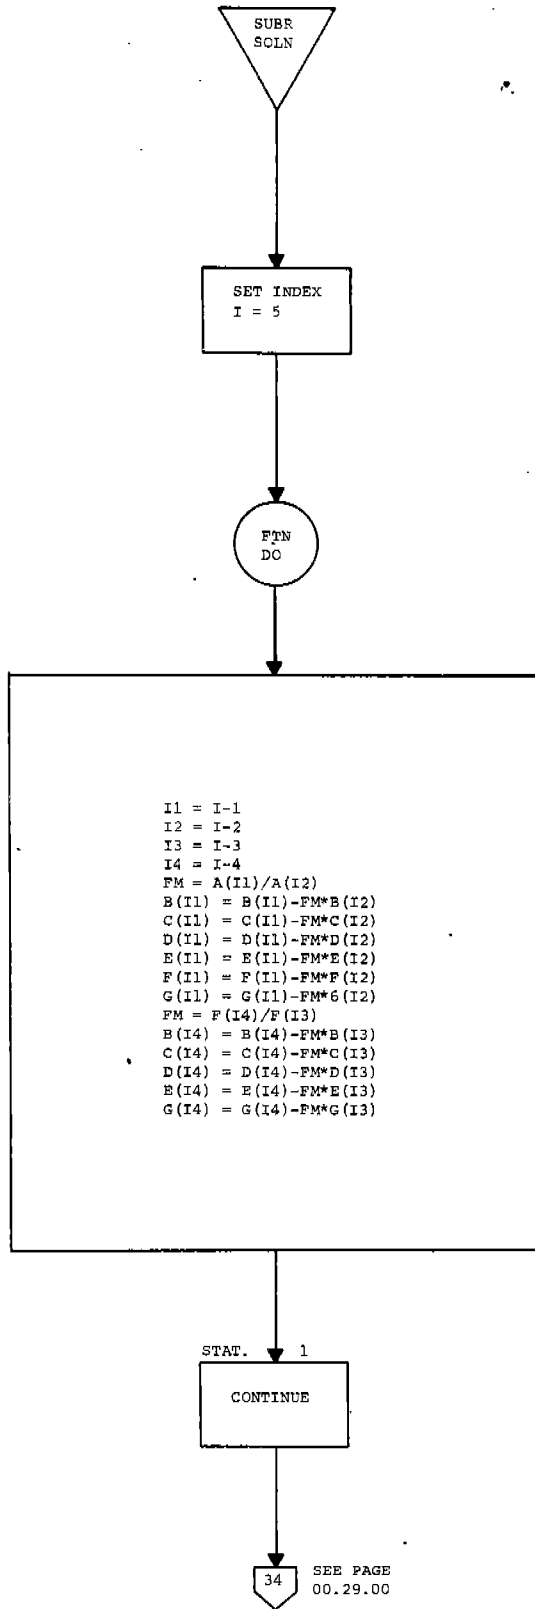 SUBR
SOLN
SET INDEX
I = 5
FTN
DO
I1 = I-1
I2 = I-2
I3 = I-3
I4 = I-4
FM = A(I1)/A(I2)
B(I1) = B(I1)-FM*B(I2)
C(I1) = C(I1)-FM*C(I2)
D(I1) = D(I1)-FM*D(I2)
E(I1) = E(I1)-FM*E(I2)
F(I1) = F(I1)-FM*F(I2)
G(I1) = G(I1)-FM*6(I2)
FM = F(I4)/F(I3)
B(I4) = B(I4)-FM*B(I3)
C(I4) = C(I4)-FM*C(I3)
D(I4) = D(I4)-FM*D(I3)
E(I4) = E(I4)-FM*E(I3)
G(I4) = G(I4)-FM*G(I3)
STAT. 1
CONTINUE
34 SEE PAGE
00.29.00